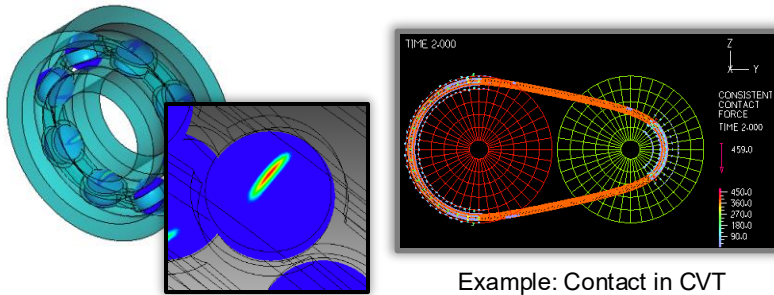 TIME 2.000
Z
X
Y
CONSISTENT
CONTACT
FORCE
TIME 2.000
459.0
450.0
360.0
270.0
180.0
90.0
Example: Contact in CVT